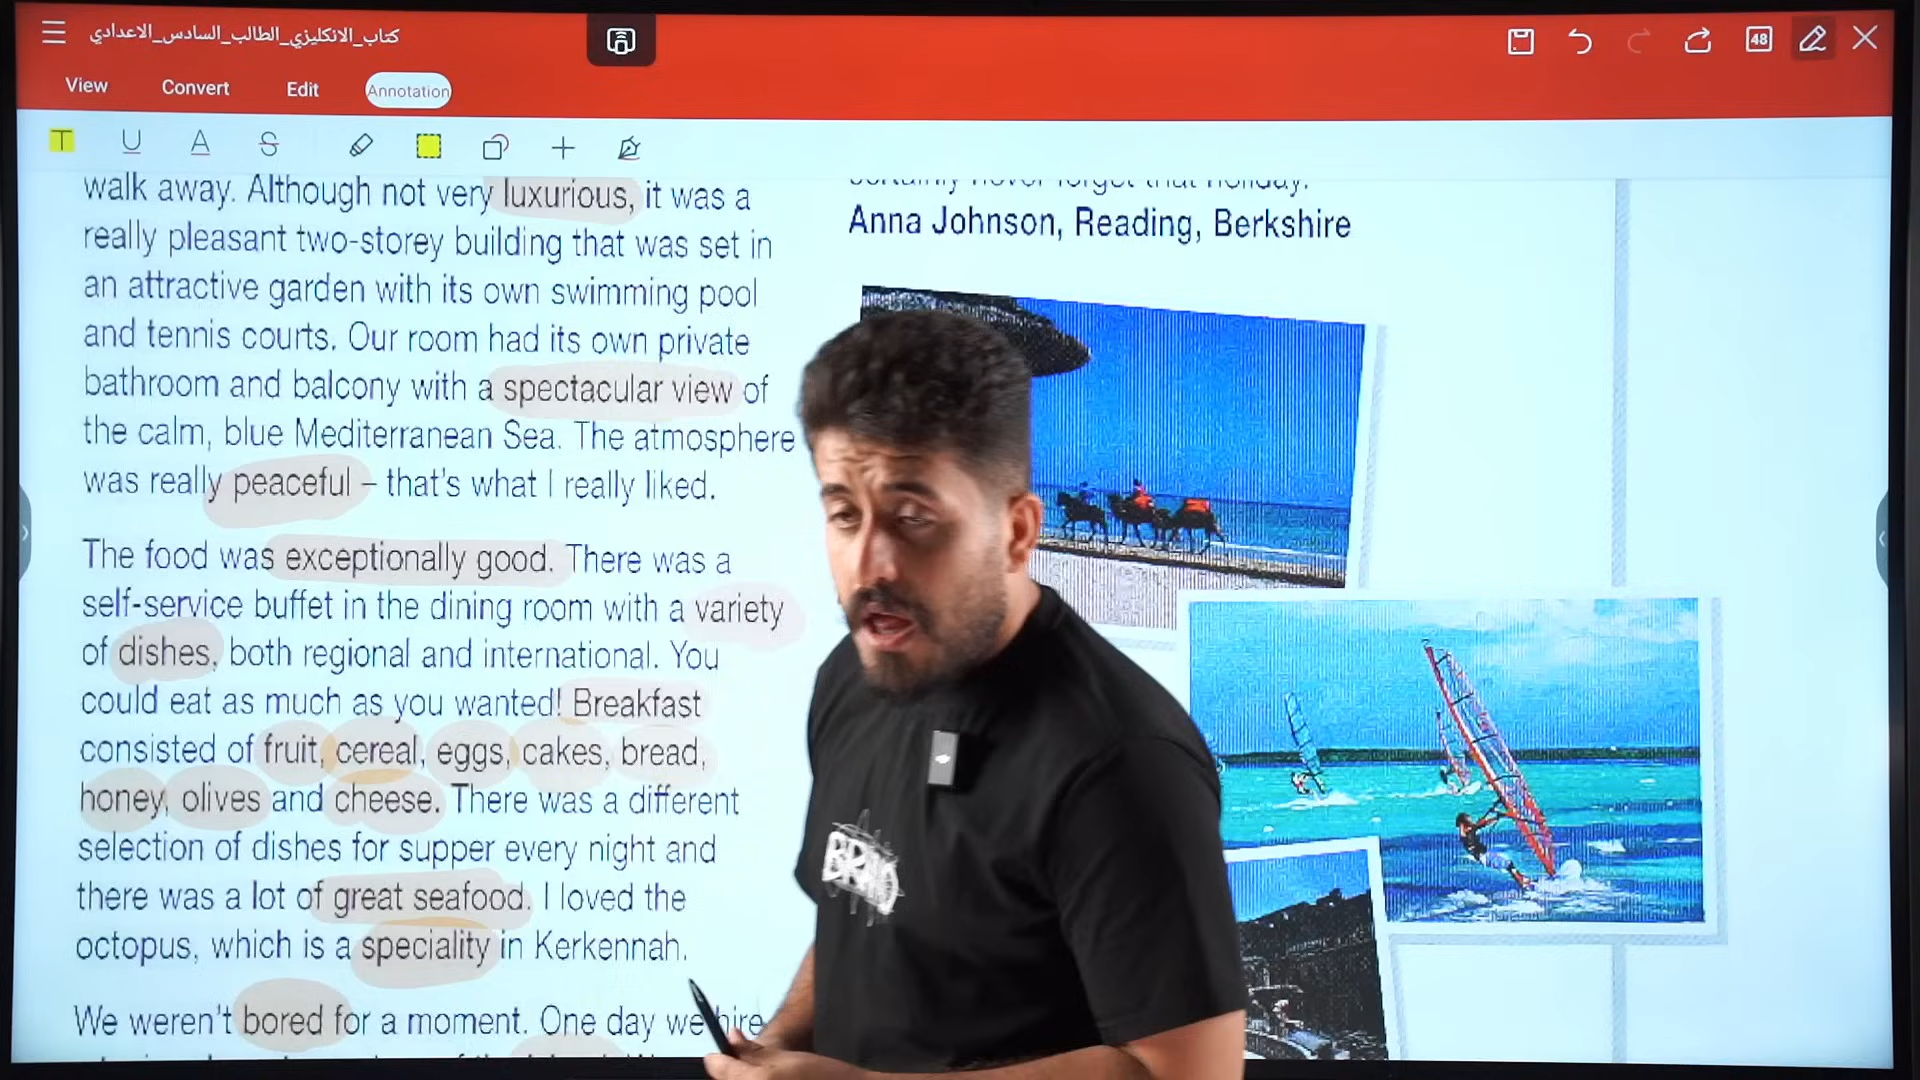 كتاب_الانكليزي_الطالب_السادس_الاعدادي
48
View Convert Edit Annotation
T U A S
walk away. Although not very luxurious, it was a
really pleasant two-storey building that was set in
an attractive garden with its own swimming pool
and tennis courts. Our room had its own private
bathroom and balcony with a spectacular view of
the calm, blue Mediterranean Sea. The atmosphere
was really peaceful – that's what I really liked.
The food was exceptionally good. There was a
self-service buffet in the dining room with a variety
of dishes, both regional and international. You
could eat as much as you wanted! Breakfast
consisted of fruit, cereal, eggs, cakes, bread,
honey, olives and cheese. There was a different
selection of dishes for supper every night and
there was a lot of great seafood. I loved the
octopus, which is a speciality in Kerkennah.
We weren't bored for a moment. One day we hire
certainly never forget that holiday.
Anna Johnson, Reading, Berkshire